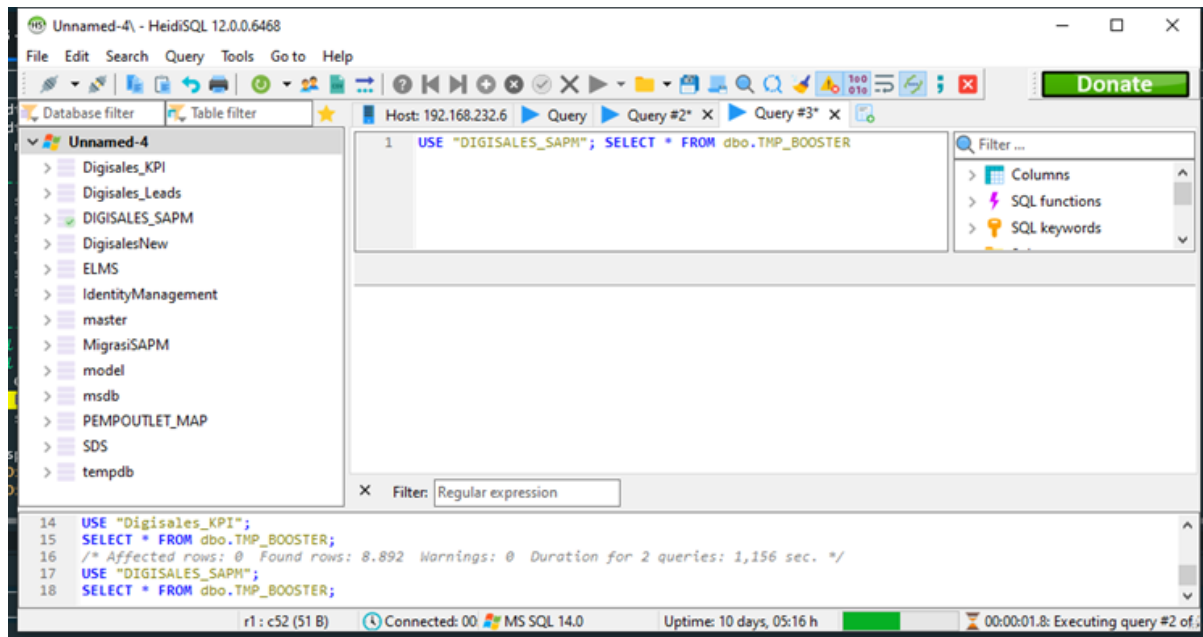 Unnamed-4\ - HeidiSQL 12.0.0.6468
File Edit Search Query Tools Go to Help
Donate
Database filter Table filter
Host: 192.168.232.6 Query Query #2* Query #3*
Unnamed-4
Digisales_KPI
Digisales_Leads
DIGISALES_SAPM
DigisalesNew
ELMS
IdentityManagement
master
MigrasiSAPM
model
msdb
PEMPOUTLET_MAP
SDS
tempdb
1 USE "DIGISALES_SAPM"; SELECT * FROM dbo.TMP_BOOSTER
Filter ...
Columns
SQL functions
SQL keywords
Filter: Regular expression
14 USE "Digisales_KPI";
15 SELECT * FROM dbo.TMP_BOOSTER;
16 /* Affected rows: 0 Found rows: 8.892 Warnings: 0 Duration for 2 queries: 1,156 sec. */
17 USE "DIGISALES_SAPM";
18 SELECT * FROM dbo.TMP_BOOSTER;
r1 : c52 (51 B) Connected: 00 MS SQL 14.0 Uptime: 10 days, 05:16 h 00:00:01.8: Executing query #2 of